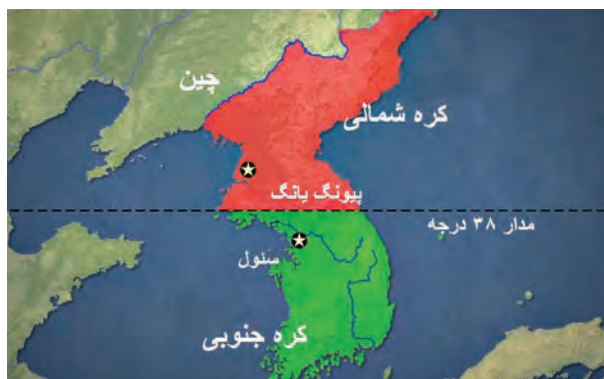 چین
کره شمالی
پیونگ یانگ
مدار ۳۸ درجه
سئول
کره جنوبی